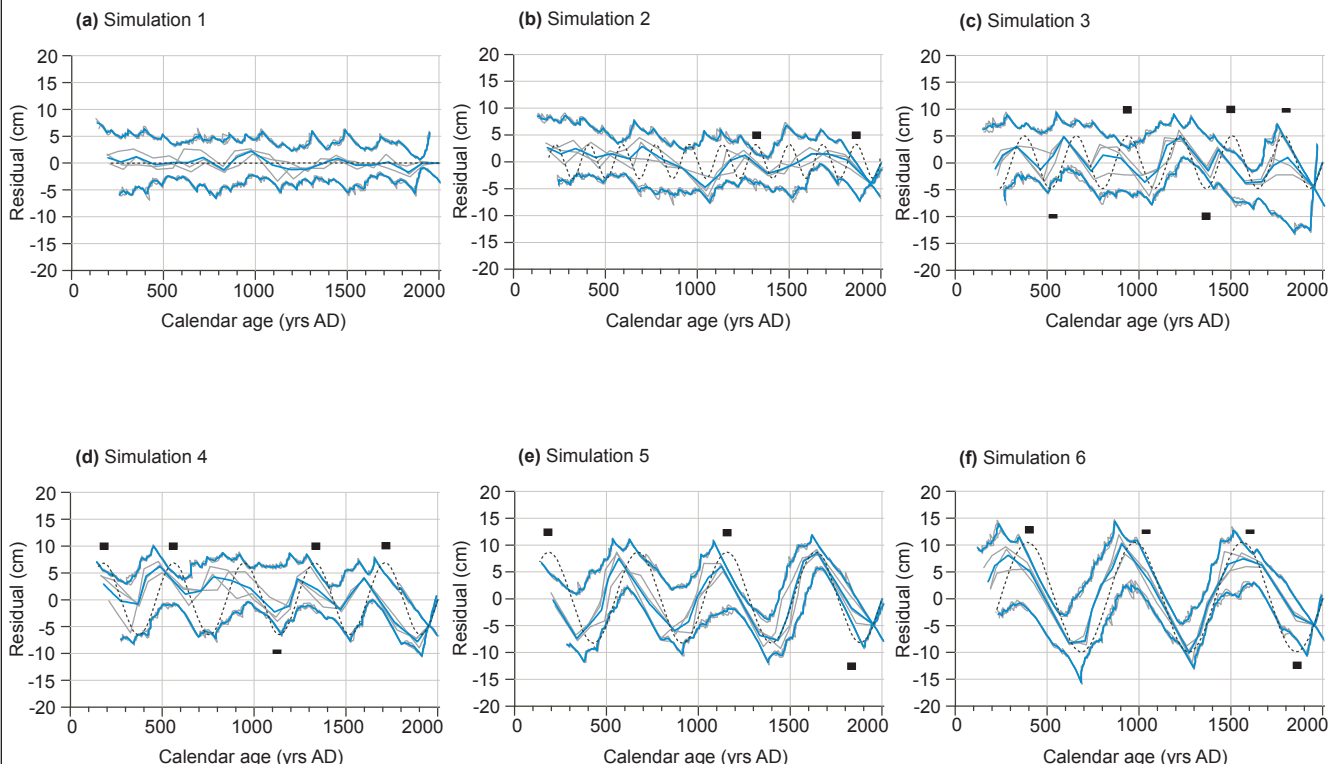 (a) Simulation 1
(b) Simulation 2
(c) Simulation 3
20
15
10
5
0
-5
-10
-15
-20
Residual (cm)
0 500 1000 1500 2000
Calendar age (yrs AD)
20
15
10
5
0
-5
-10
-15
-20
Residual (cm)
0 500 1000 1500 2000
Calendar age (yrs AD)
20
15
10
5
0
-5
-10
-15
-20
Residual (cm)
0 500 1000 1500 2000
Calendar age (yrs AD)
(d) Simulation 4
(e) Simulation 5
(f) Simulation 6
20
15
10
5
0
-5
-10
-15
-20
Residual (cm)
0 500 1000 1500 2000
Calendar age (yrs AD)
20
15
10
5
0
-5
-10
-15
-20
Residual (cm)
0 500 1000 1500 2000
Calendar age (yrs AD)
20
15
10
5
0
-5
-10
-15
-20
Residual (cm)
0 500 1000 1500 2000
Calendar age (yrs AD)